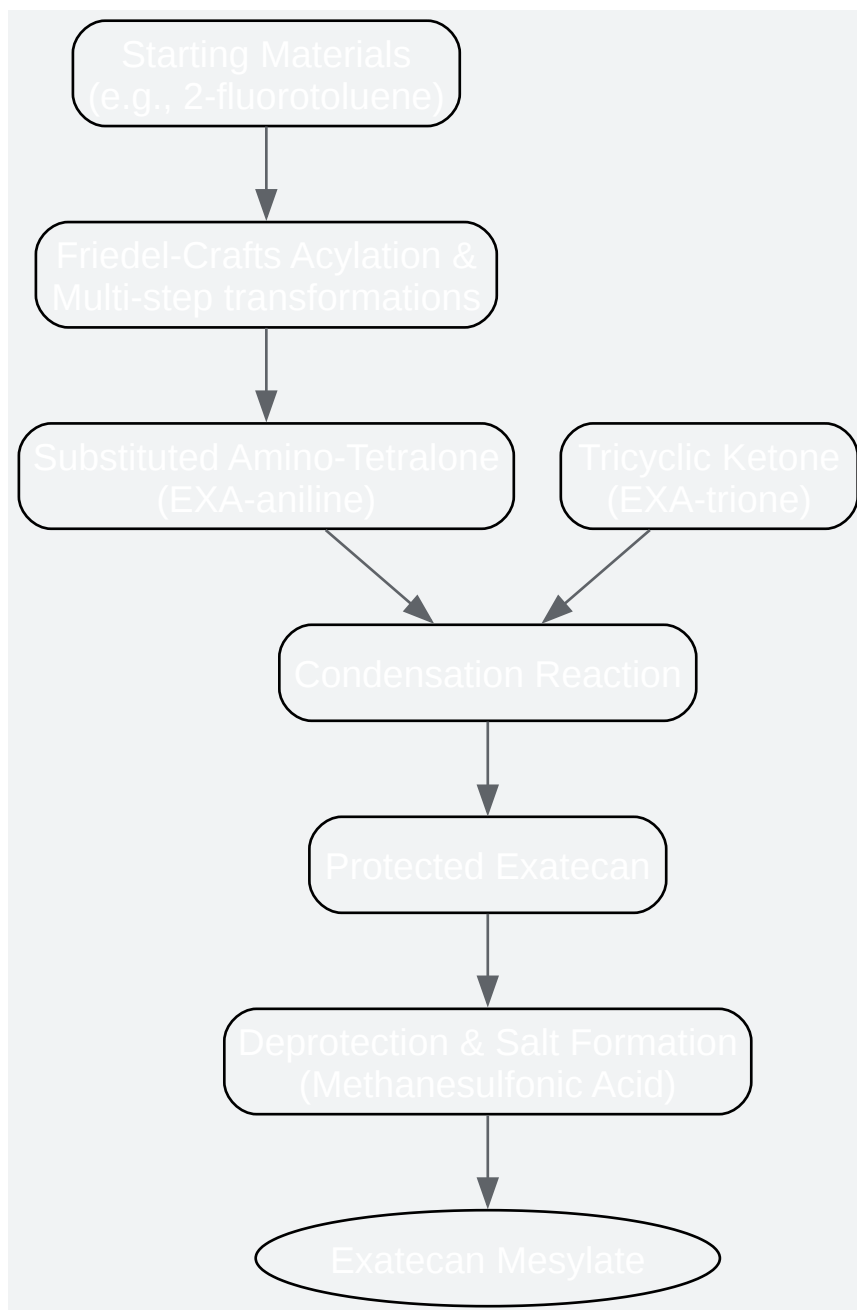 Starting Materials
(e.g., 2-fluorotoluene)
Friedel-Crafts Acylation &
Multi-step transformations
Substituted Amino-Tetralone
(EXA-aniline)
Tricyclic Ketone
(EXA-trione)
Condensation Reaction
Protected Exatecan
Deprotection & Salt Formation
(Methanesulfonic Acid)
Exatecan Mesylate